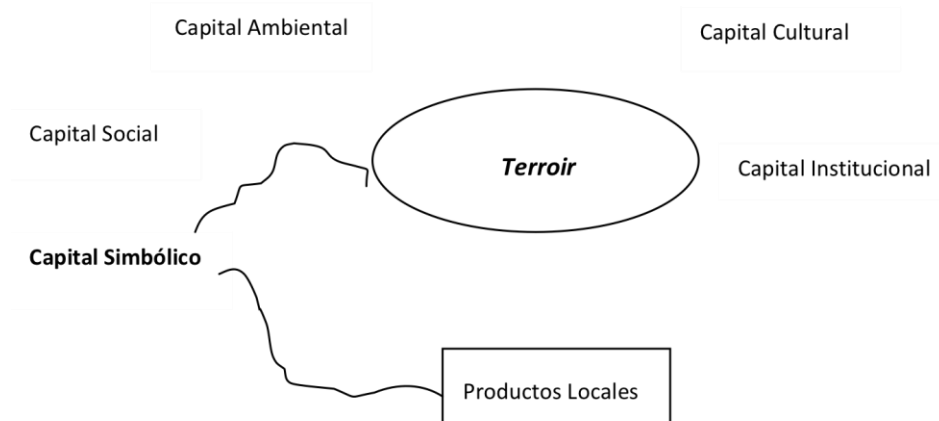 Capital Ambiental
Capital Cultural
Capital Social
Terroir
Capital Institucional
Capital Simbólico
Productos Locales